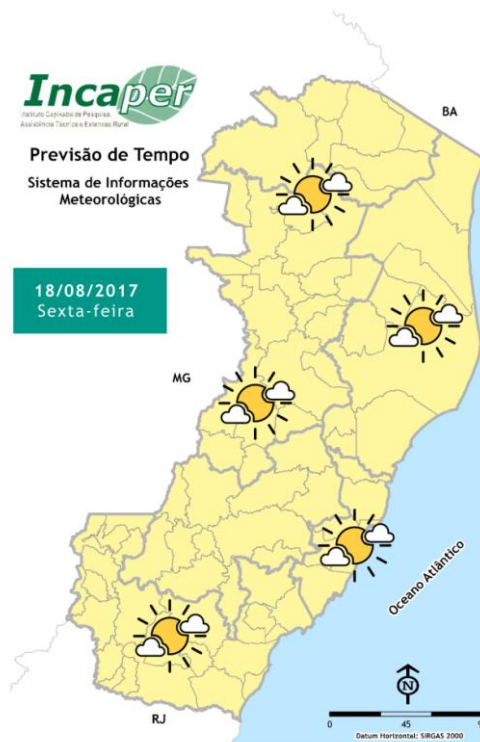 Incaper
Instituto Capixaba de Pesquisa,
Assistência Técnica e Extensão Rural
Previsão de Tempo
Sistema de Informações
Meteorológicas
18/08/2017
Sexta-feira
BA
MG
Oceano Atlântico
RJ
N
0 45 9
Datum Horizontal: SIRGAS 2000